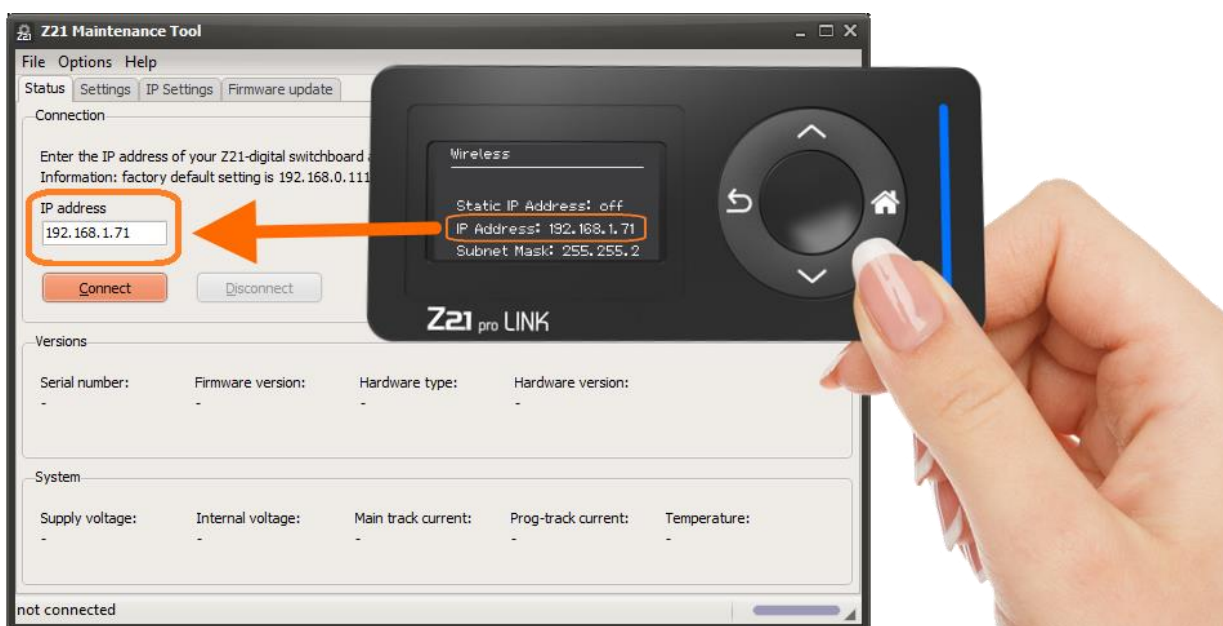 Z21 Maintenance Tool
File Options Help
Status Settings IP Settings Firmware update
Connection
Enter the IP address of your Z21-digital switchboard
Information: factory default setting is 192.168.0.111
IP address
192.168.1.71
Connect Disconnect
Wireless
Static IP Address: off
IP Address: 192.168.1.71
Subnet Mask: 255.255.2
Z21 pro LINK
Versions
Serial number: Firmware version: Hardware type: Hardware version:
- - - -
System
Supply voltage: Internal voltage: Main track current: Prog-track current: Temperature:
- - - - -
not connected